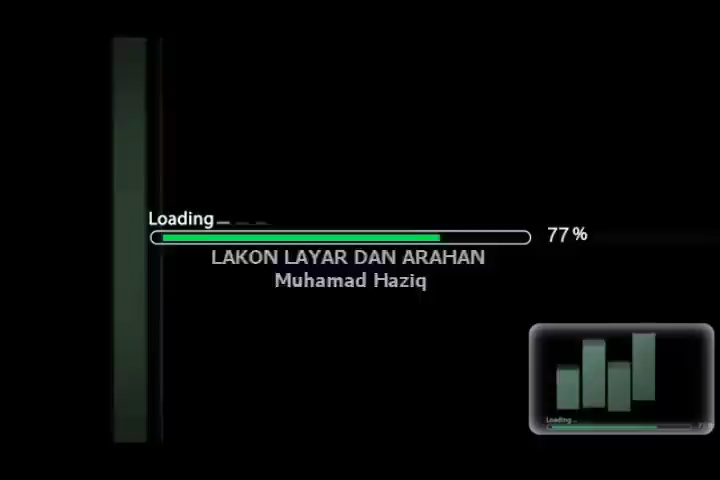 Loading
77%
LAKON LAYAR DAN ARAHAN
Muhamad Haziq
Loading...